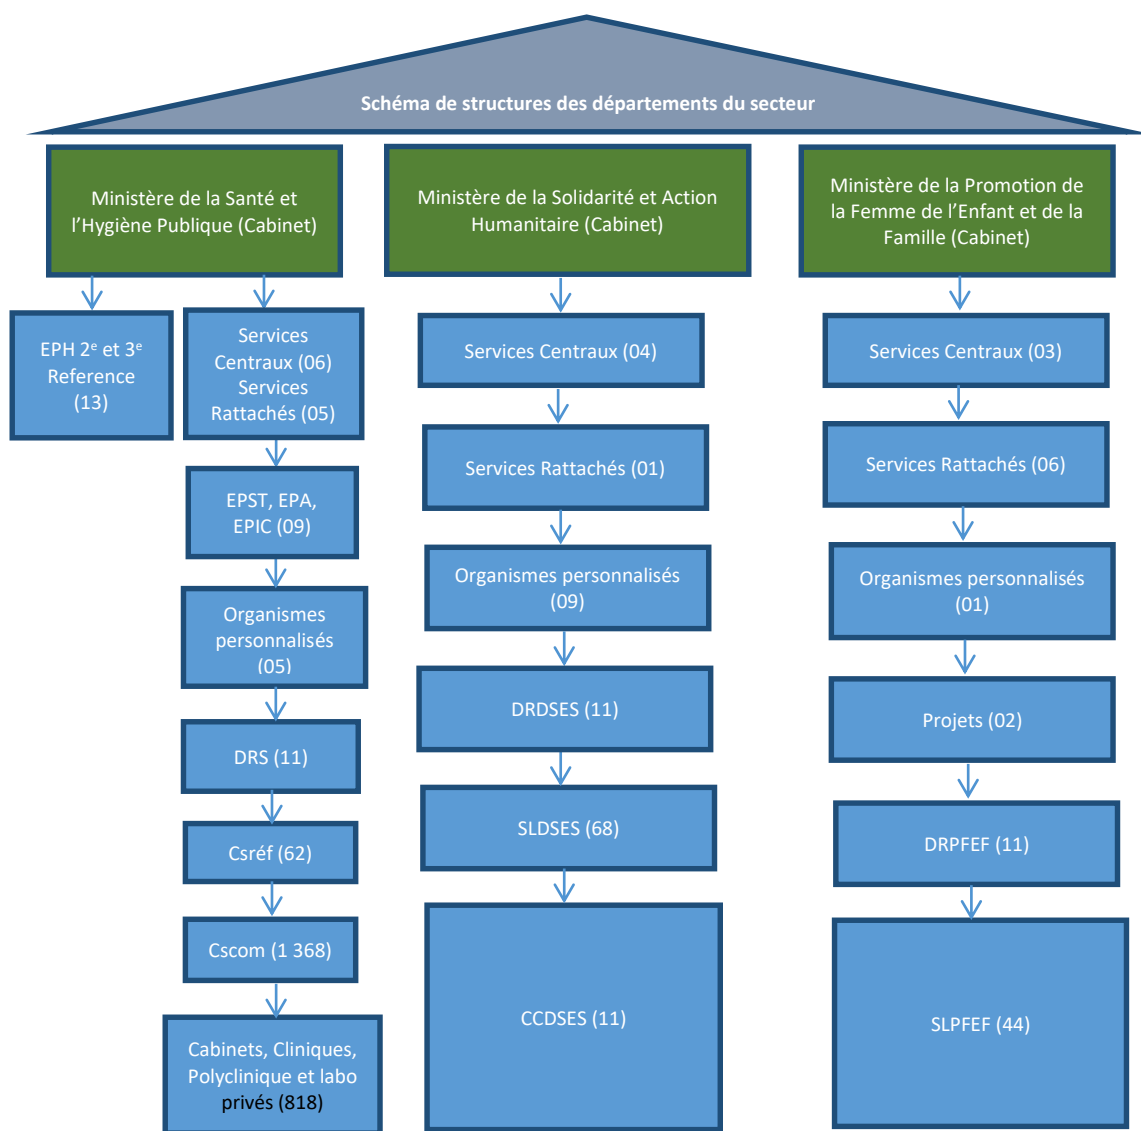 Schéma de structures des départements du secteur
Ministère de la Santé et
l'Hygiène Publique (Cabinet)
EPH 2e et 3e
Reference
(13)
Services
Centraux (06)
Services
Rattachés (05)
EPST, EPA,
EPIC (09)
Organismes
personnalisés
(05)
DRS (11)
Csréf (62)
Cscom (1 368)
Cabinets, Cliniques,
Polyclinique et labo
privés (818)
Ministère de la Solidarité et Action
Humanitaire (Cabinet)
Services Centraux (04)
Services Rattachés (01)
Organismes personnalisés
(09)
DRDSES (11)
SLDSES (68)
CCDSES (11)
Ministère de la Promotion de
la Femme de l'Enfant et de la
Famille (Cabinet)
Services Centraux (03)
Services Rattachés (06)
Organismes personnalisés
(01)
Projets (02)
DRPFEF (11)
SLPFEF (44)